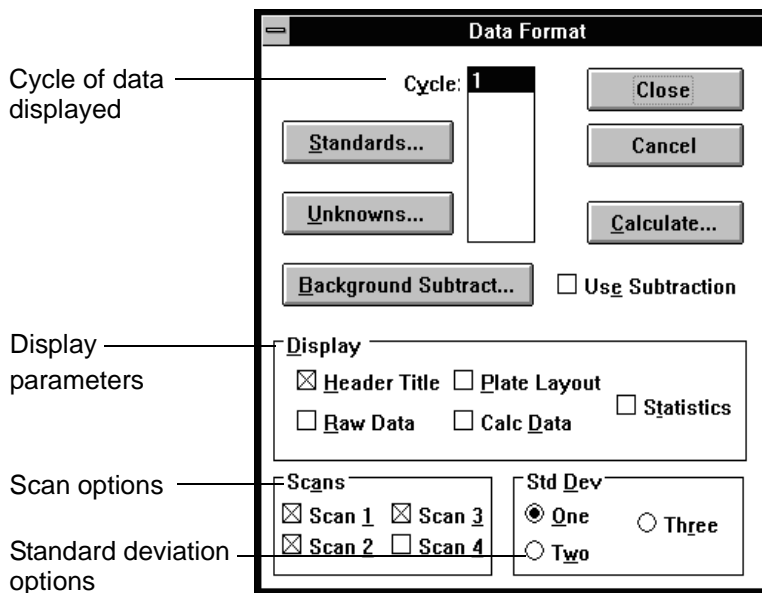 Data Format
Cycle of data
displayed
Cycle: 1
Close
Standards...
Cancel
Unknowns...
Calculate...
Background Subtract...
Use Subtraction
Display
parameters
Display
Header Title
Plate Layout
Statistics
Raw Data
Calc Data
Scan options
Scans
Scan 1
Scan 3
Scan 2
Scan 4
Std Dev
One
Three
Two
Standard deviation
options